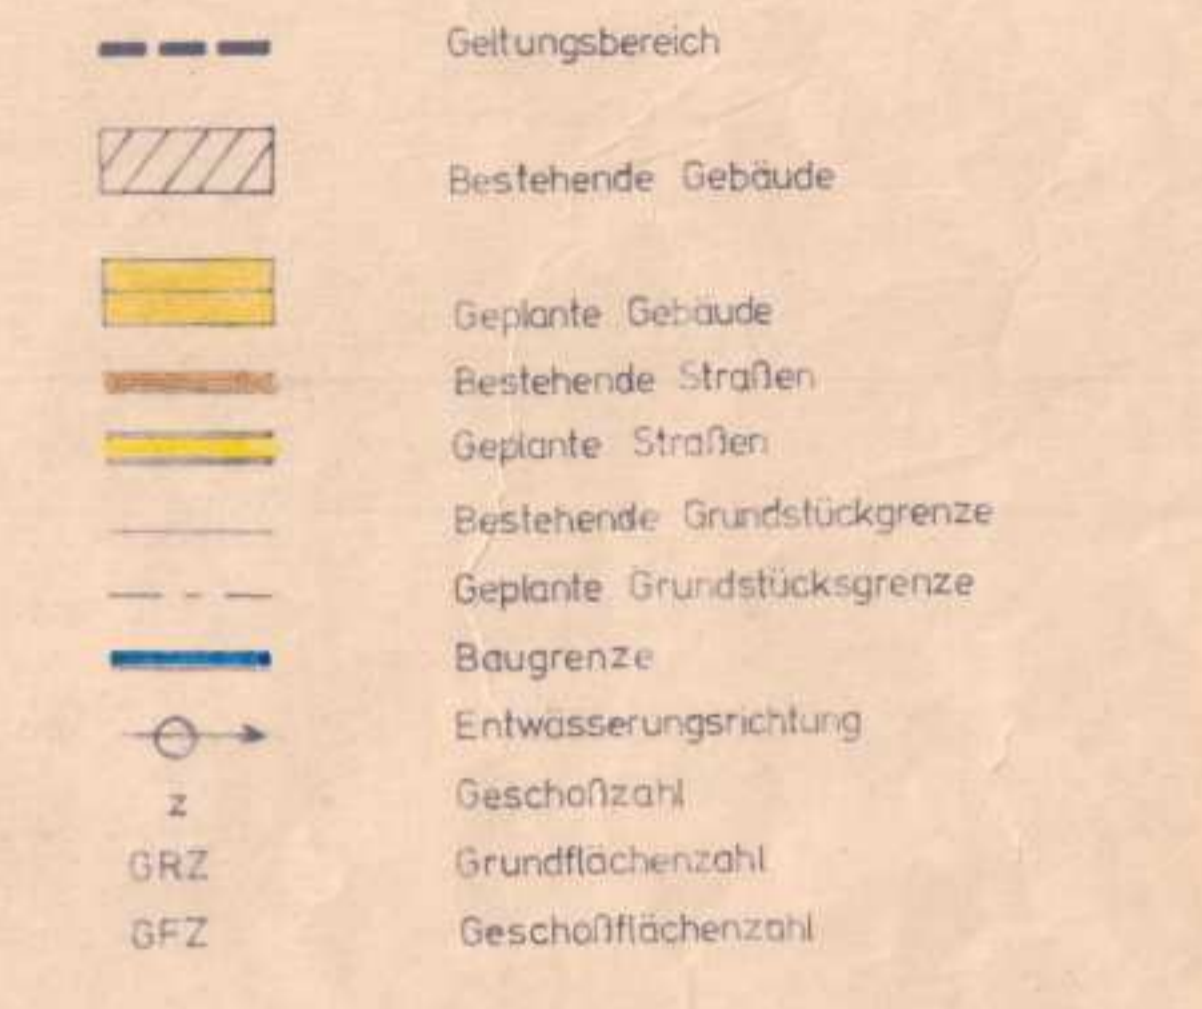 Geltungsbereich
Bestehende Gebäude
Geplante Gebäude
Bestehende Straßen
Geplante Straßen
Bestehende Grundstückgrenze
Geplante Grundstücksgrenze
Baugrenze
Entwässerungsrichtung
z Geschoßzahl
GRZ Grundflächenzahl
GFZ Geschoßflächenzahl